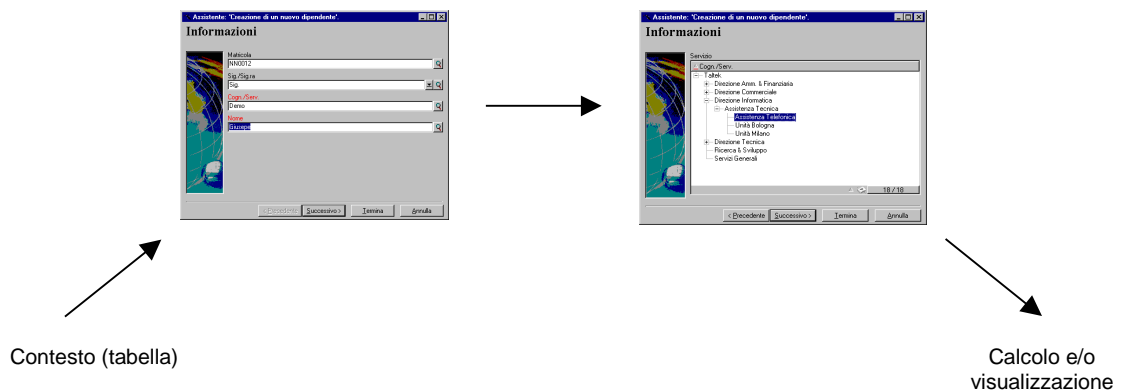 Assistente: 'Creazione di un nuovo dipendente'.
Informazioni
Matricola
NN0012
Sig./Sig.ra
Sig.
Cogn./Serv.
Demo
Nome
Giuseppe
< Precedente Successivo > Termina Annulla
Assistente: 'Creazione di un nuovo dipendente'.
Informazioni
Servizio
Cogn./Serv.
Taltek
Direzione Amm. & Finanziaria
Direzione Commerciale
Direzione Informatica
Assistenza Tecnica
Assistenza Telefonica
Unità Bologna
Unità Milano
Direzione Tecnica
Ricerca & Sviluppo
Servizi Generali
18 / 18
< Precedente Successivo > Termina Annulla
Contesto (tabella)
Calcolo e/o
visualizzazione